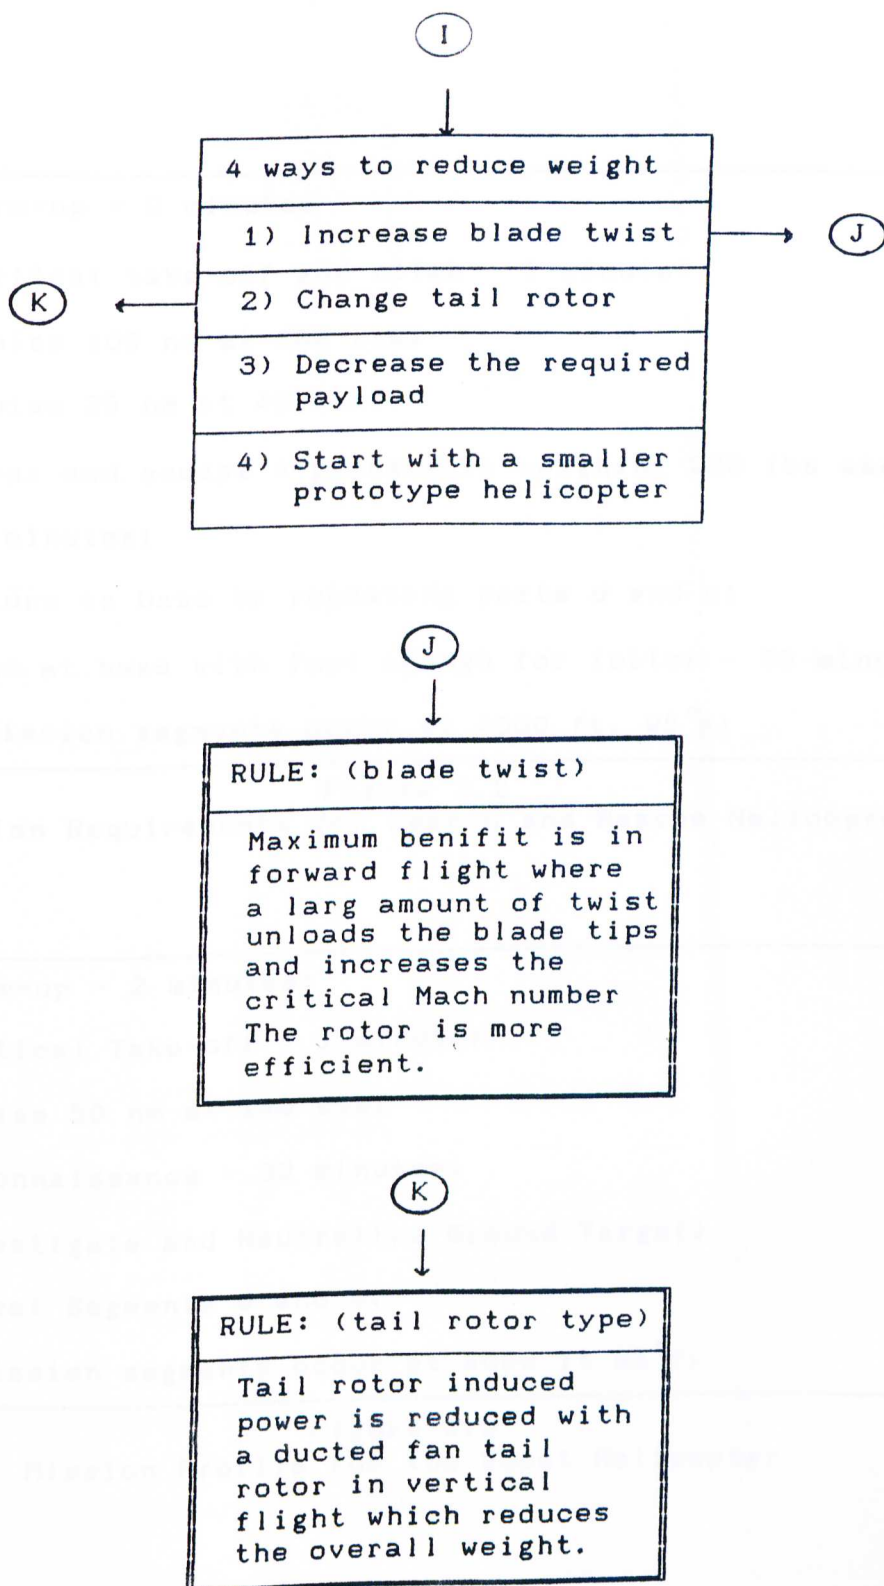 I
4 ways to reduce weight
1) Increase blade twist
J
K
2) Change tail rotor
3) Decrease the required
payload
4) Start with a smaller
prototype helicopter
J
RULE: (blade twist)
Maximum benifit is in
forward flight where
a larg amount of twist
unloads the blade tips
and increases the
critical Mach number
The rotor is more
efficient.
K
RULE: (tail rotor type)
Tail rotor induced
power is reduced with
a ducted fan tail
rotor in vertical
flight which reduces
the overall weight.